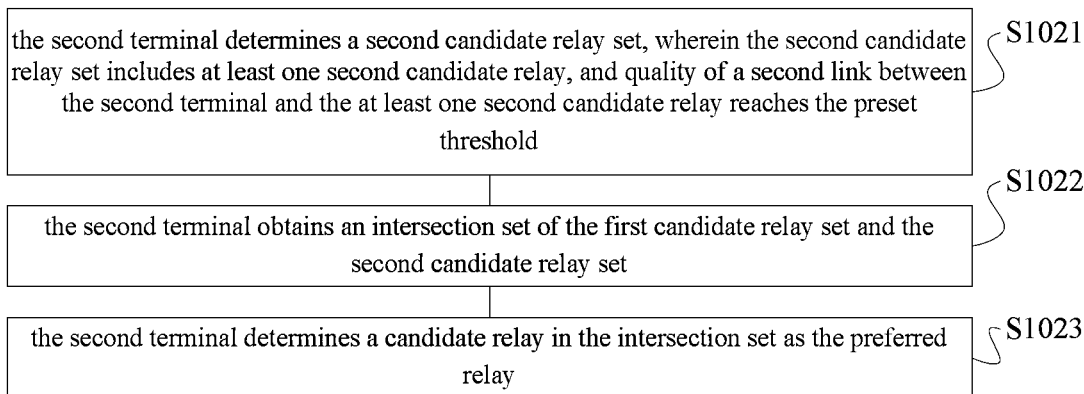 the second terminal determines a second candidate relay set, wherein the second candidate
relay set includes at least one second candidate relay, and quality of a second link between
the second terminal and the at least one second candidate relay reaches the preset
threshold
S1021
the second terminal obtains an intersection set of the first candidate relay set and the
second candidate relay set
S1022
the second terminal determines a candidate relay in the intersection set as the preferred
relay
S1023